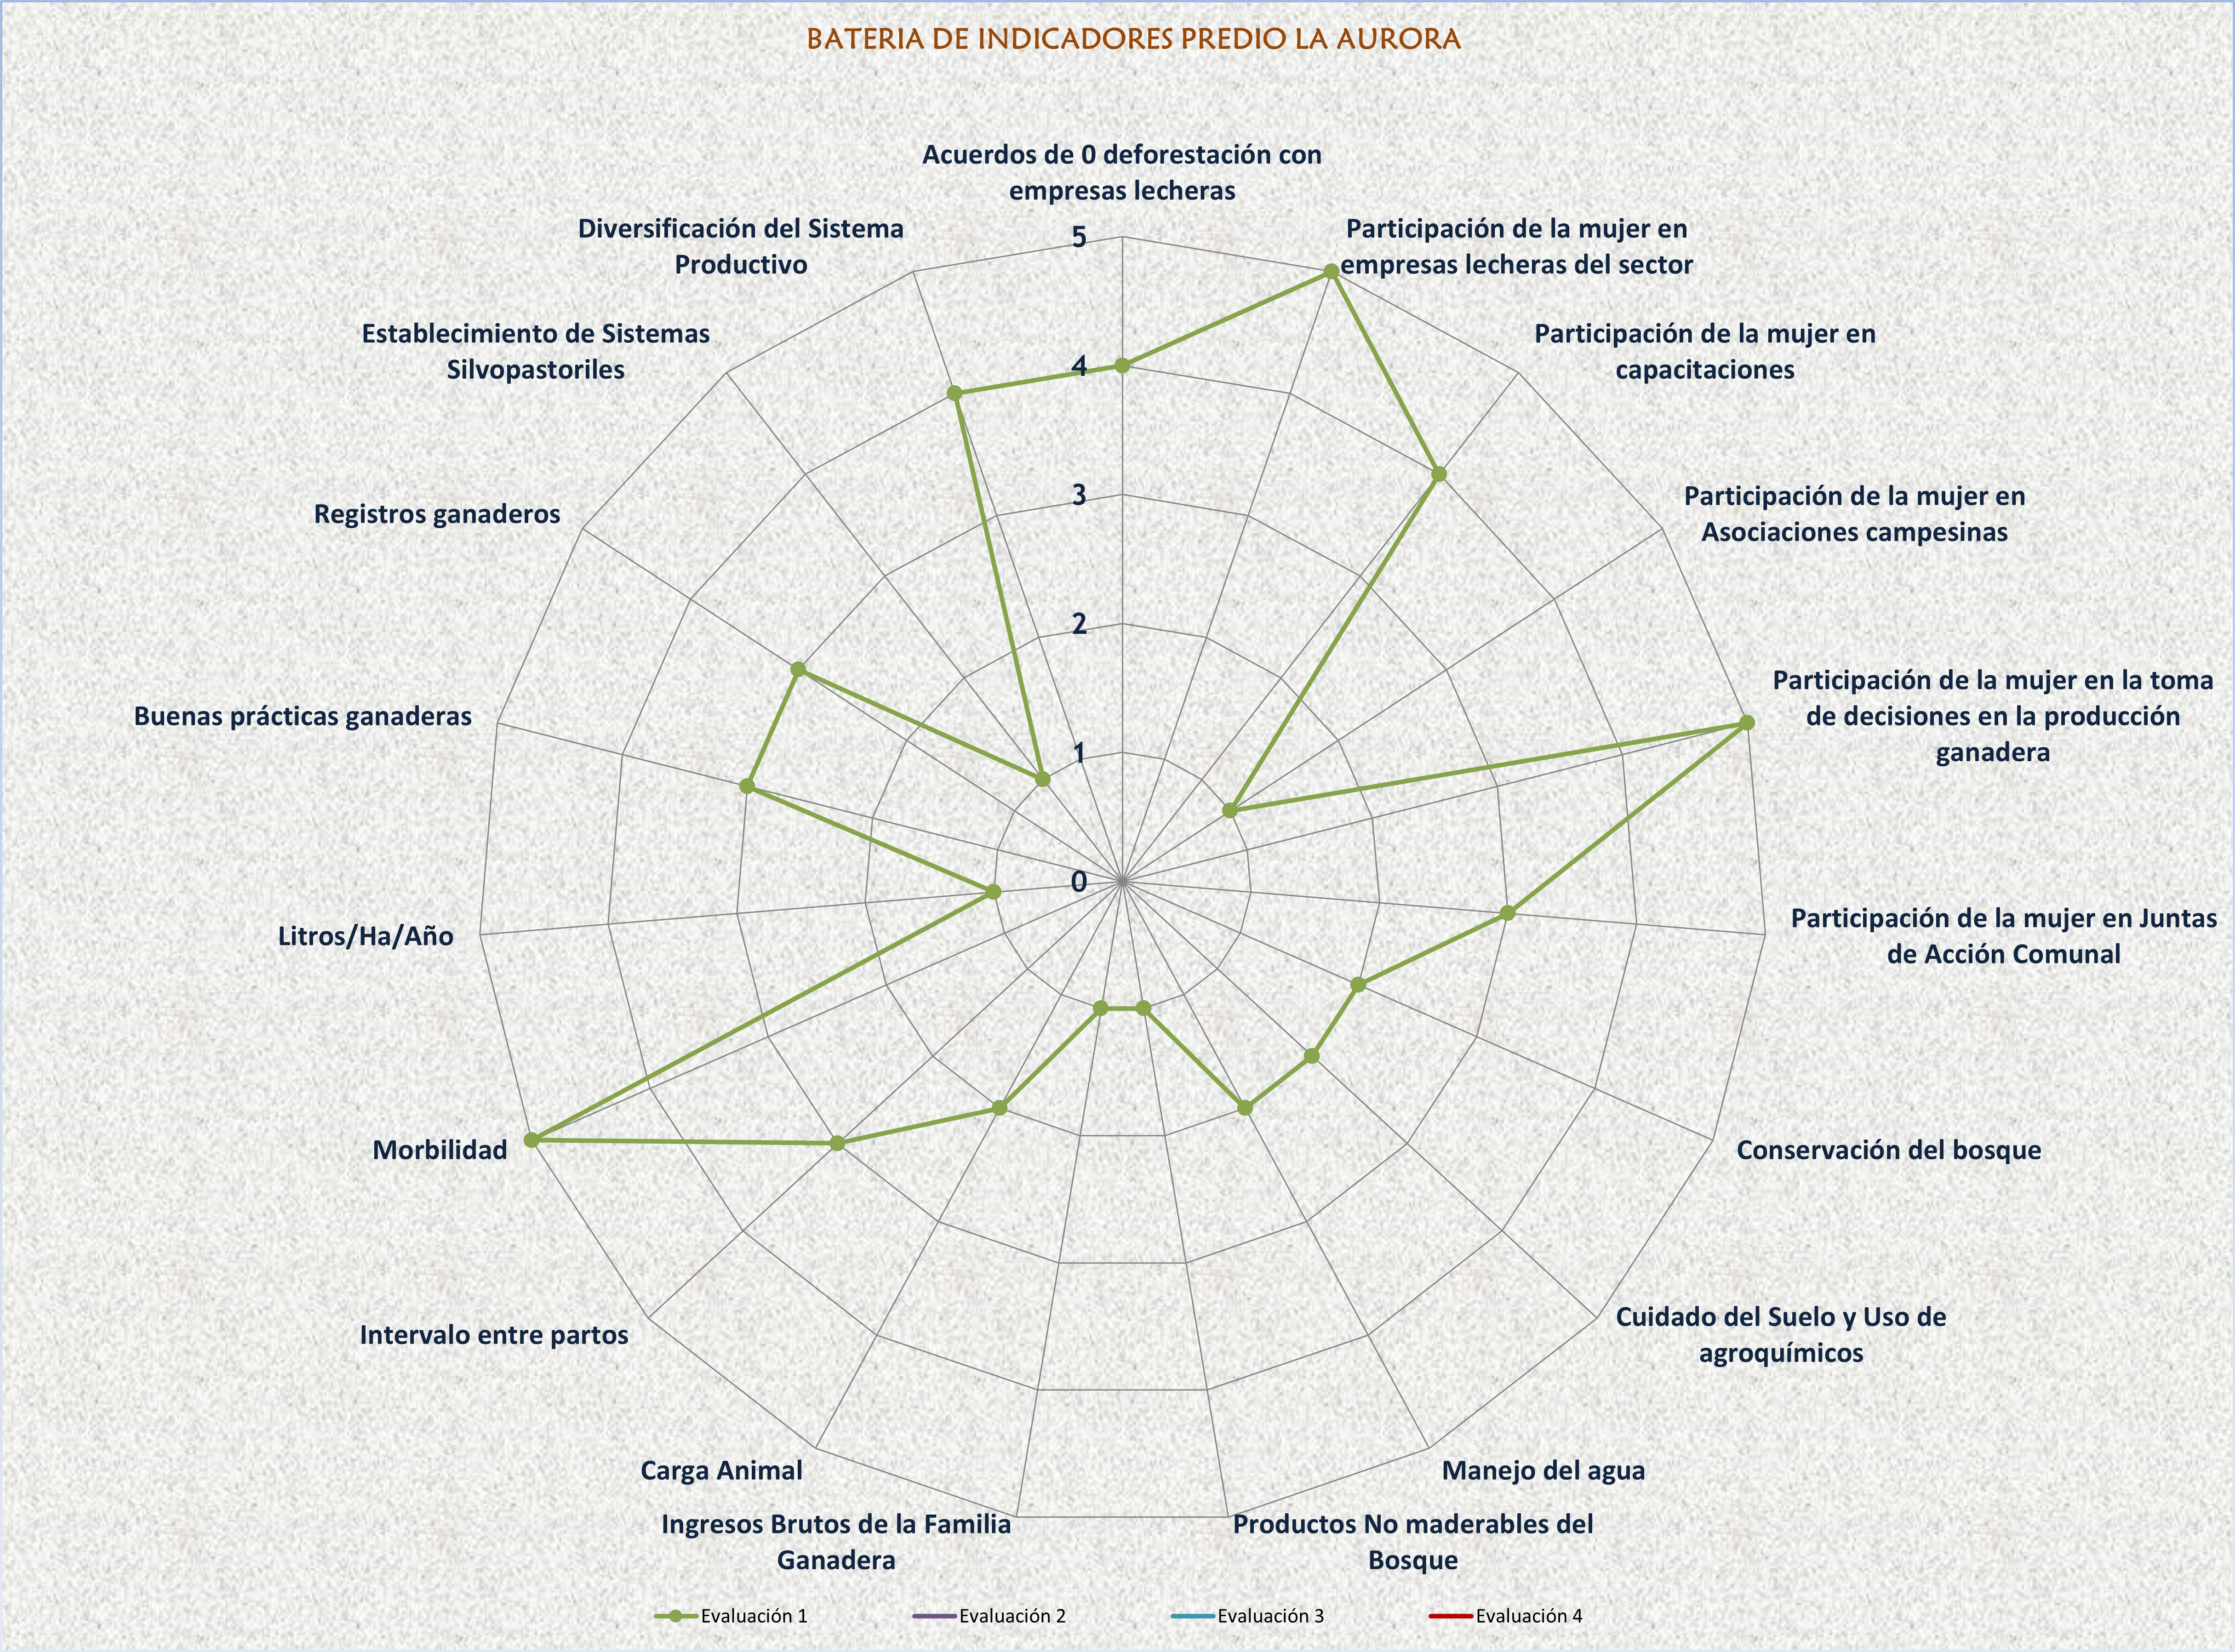 BATERIA DE INDICADORES PREDIO LA AURORA
Acuerdos de 0 deforestación con
empresas lecheras
Participación de la mujer en
empresas lecheras del sector
Participación de la mujer en
capacitaciones
Participación de la mujer en
Asociaciones campesinas
Participación de la mujer en la toma
de decisiones en la producción
ganadera
Participación de la mujer en Juntas
de Acción Comunal
Conservación del bosque
Cuidado del Suelo y Uso de
agroquímicos
Manejo del agua
Productos No maderables del
Bosque
Ingresos Brutos de la Familia
Ganadera
Carga Animal
Intervalo entre partos
Morbilidad
Litros/Ha/Año
Buenas prácticas ganaderas
Registros ganaderos
Establecimiento de Sistemas
Silvopastoriles
Diversificación del Sistema
Productivo
5
4
3
2
1
0
Evaluación 1
Evaluación 2
Evaluación 3
Evaluación 4